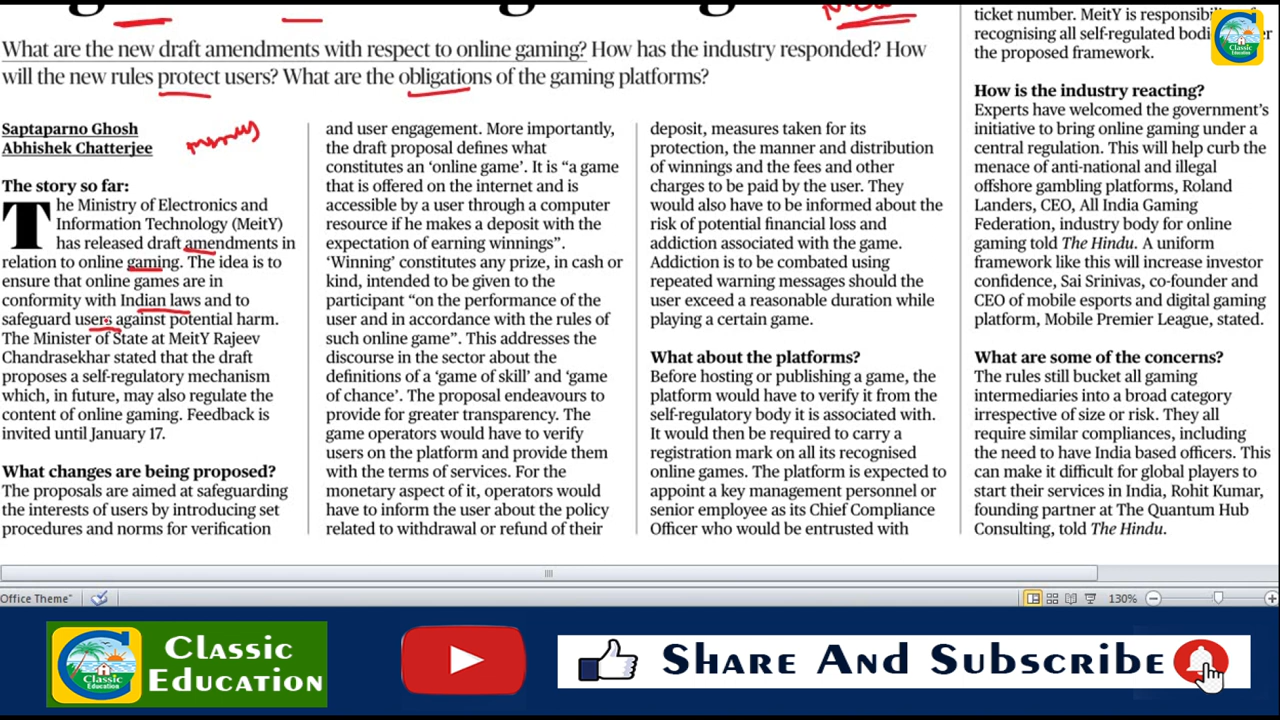 What are the new draft amendments with respect to online gaming? How has the industry responded? How
will the new rules protect users? What are the obligations of the gaming platforms?
Saptaparno Ghosh
Abhishek Chatterjee
money
The story so far:
The Ministry of Electronics and
Information Technology (MeitY)
has released draft amendments in
relation to online gaming. The idea is to
ensure that online games are in
conformity with Indian laws and to
safeguard users against potential harm.
The Minister of State at MeitY Rajeev
Chandrasekhar stated that the draft
proposes a self-regulatory mechanism
which, in future, may also regulate the
content of online gaming. Feedback is
invited until January 17.
What changes are being proposed?
The proposals are aimed at safeguarding
the interests of users by introducing set
procedures and norms for verification
and user engagement. More importantly,
the draft proposal defines what
constitutes an ‘online game’. It is “a game
that is offered on the internet and is
accessible by a user through a computer
resource if he makes a deposit with the
expectation of earning winnings”.
‘Winning’ constitutes any prize, in cash or
kind, intended to be given to the
participant “on the performance of the
user and in accordance with the rules of
such online game”. This addresses the
discourse in the sector about the
definitions of a ‘game of skill’ and ‘game
of chance’. The proposal endeavours to
provide for greater transparency. The
game operators would have to verify
users on the platform and provide them
with the terms of services. For the
monetary aspect of it, operators would
have to inform the user about the policy
related to withdrawal or refund of their
deposit, measures taken for its
protection, the manner and distribution
of winnings and the fees and other
charges to be paid by the user. They
would also have to be informed about the
risk of potential financial loss and
addiction associated with the game.
Addiction is to be combated using
repeated warning messages should the
user exceed a reasonable duration while
playing a certain game.
What about the platforms?
Before hosting or publishing a game, the
platform would have to verify it from the
self-regulatory body it is associated with.
It would then be required to carry a
registration mark on all its recognised
online games. The platform is expected to
appoint a key management personnel or
senior employee as its Chief Compliance
Officer who would be entrusted with
ticket number. MeitY is
recognising all self-regulated
the proposed framework.
How is the industry reacting?
Experts have welcomed the government’s
initiative to bring online gaming under a
central regulation. This will help curb the
menace of anti-national and illegal
offshore gambling platforms, Roland
Landers, CEO, All India Gaming
Federation, industry body for online
gaming told The Hindu. A uniform
framework like this will increase investor
confidence, Sai Srinivas, co-founder and
CEO of mobile esports and digital gaming
platform, Mobile Premier League, stated.
What are some of the concerns?
The rules still bucket all gaming
intermediaries into a broad category
irrespective of size or risk. They all
require similar compliances, including
the need to have India based officers. This
can make it difficult for global players to
start their services in India, Rohit Kumar,
founding partner at The Quantum Hub
Consulting, told The Hindu.
Classic
Education
Office Theme"
130%
Classic
Education
Classic
Education
Share And Subscribe